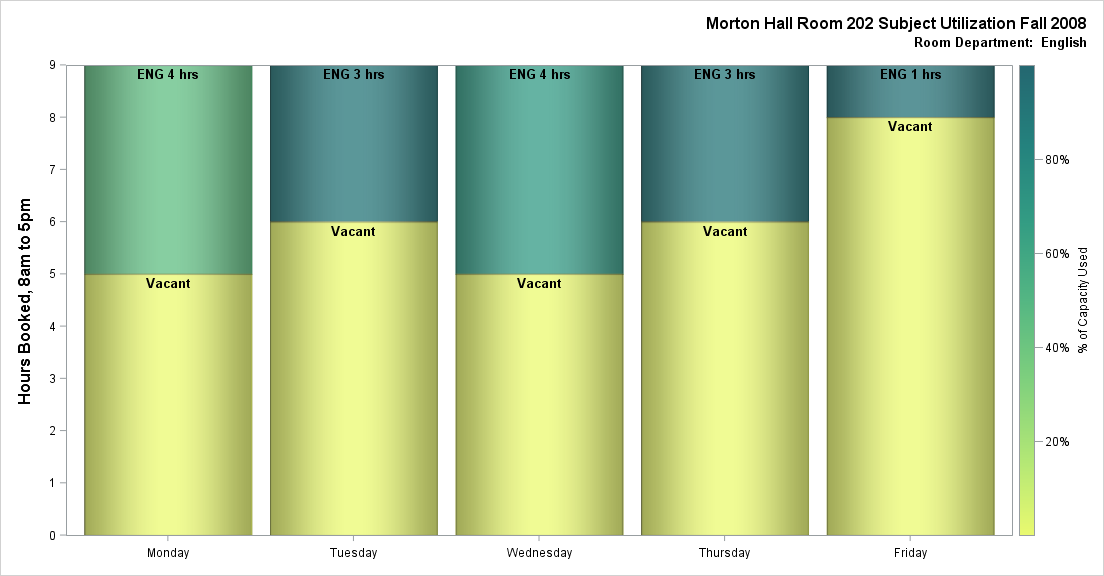 Morton Hall Room 202 Subject Utilization Fall 2008
Room Department: English
Hours Booked, 8am to 5pm
9
8
7
6
5
4
3
2
1
0
ENG 4 hrs
Vacant
ENG 3 hrs
Vacant
ENG 4 hrs
Vacant
ENG 3 hrs
Vacant
ENG 1 hrs
Vacant
Monday
Tuesday
Wednesday
Thursday
Friday
80%
60%
40%
20%
% of Capacity Used